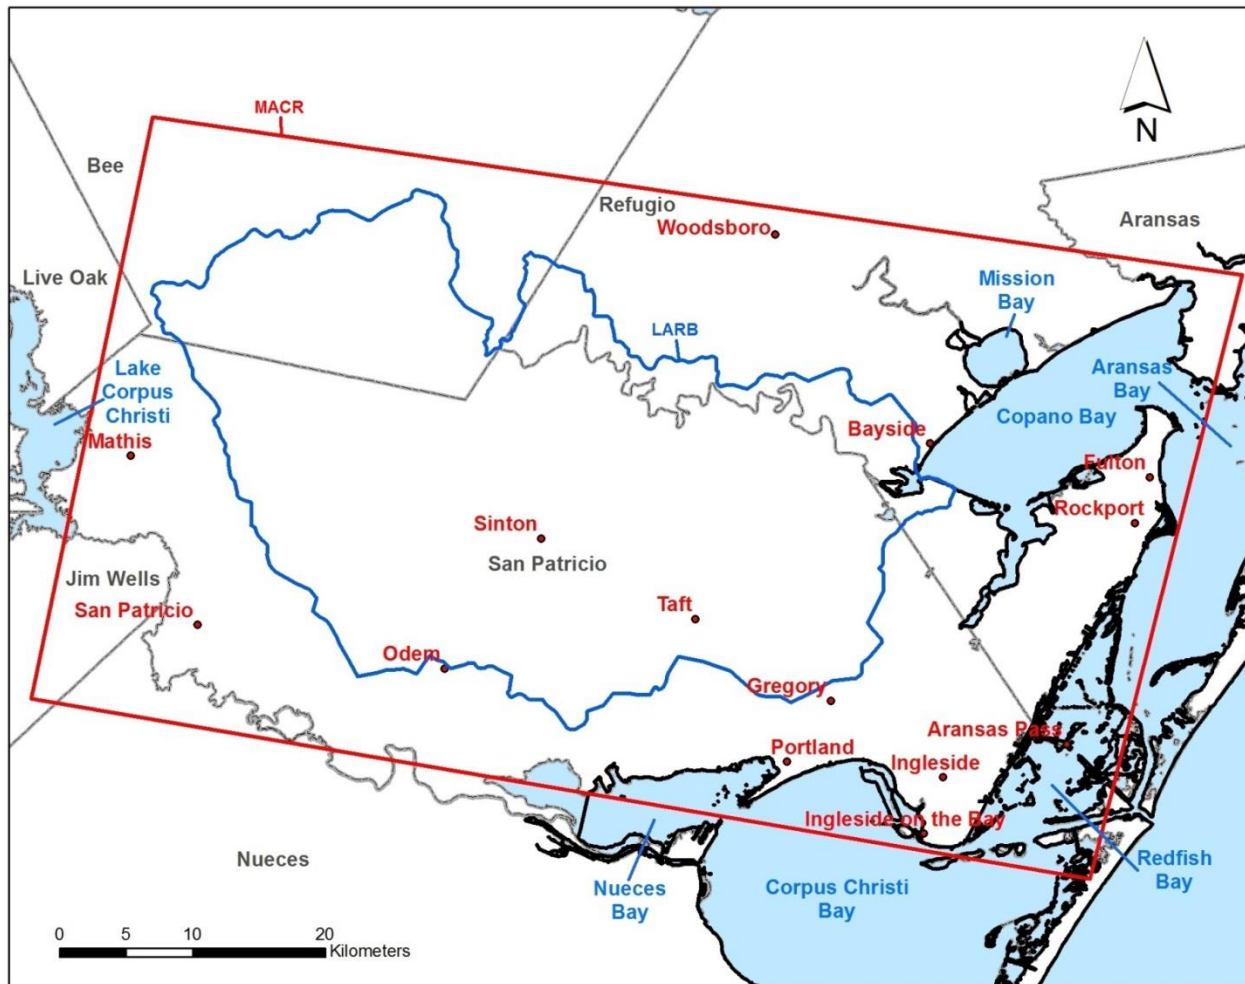 MACR
N
Bee
Refugio
Woodsboro
Aransas
Live Oak
Mission
Bay
LARB
Lake
Corpus
Christi
Aransas
Bay
Copano Bay
Mathis
Bayside
Fulton
Rockport
Sinton
San Patricio
Jim Wells
San Patricio
Taft
Odem
Gregory
Aransas Pass
Portland
Ingleside
Ingleside on the Bay
Nueces
Nueces
Bay
Corpus Christi
Bay
Redfish
Bay
0 5 10 20
Kilometers